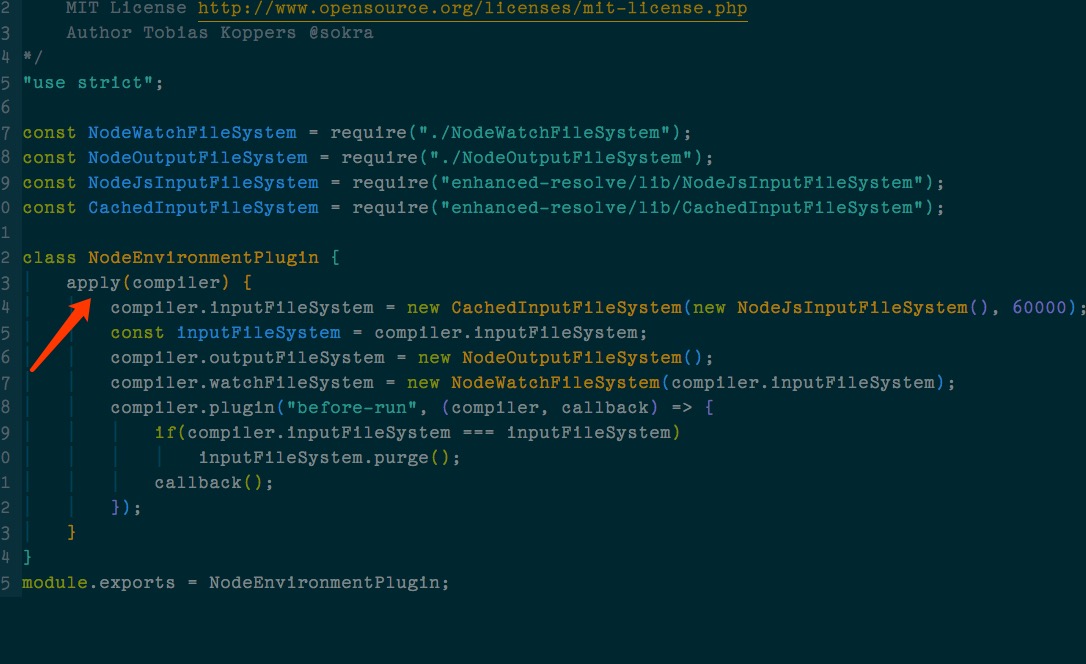 2 MIT License http://www.opensource.org/licenses/mit-license.php
3 Author Tobias Koppers @sokra
4 */
5 "use strict";
6
7 const NodeWatchFileSystem = require("./NodeWatchFileSystem");
8 const NodeOutputFileSystem = require("./NodeOutputFileSystem");
9 const NodeJsInputFileSystem = require("enhanced-resolve/lib/NodeJsInputFileSystem");
0 const CachedInputFileSystem = require("enhanced-resolve/lib/CachedInputFileSystem");
1
2 class NodeEnvironmentPlugin {
3 apply(compiler) {
4 compiler.inputFileSystem = new CachedInputFileSystem(new NodeJsInputFileSystem(), 60000);
5 const inputFileSystem = compiler.inputFileSystem;
6 compiler.outputFileSystem = new NodeOutputFileSystem();
7 compiler.watchFileSystem = new NodeWatchFileSystem(compiler.inputFileSystem);
8 compiler.plugin("before-run", (compiler, callback) => {
9 if(compiler.inputFileSystem === inputFileSystem)
0 inputFileSystem.purge();
1 callback();
2 });
3 }
4 }
5 module.exports = NodeEnvironmentPlugin;